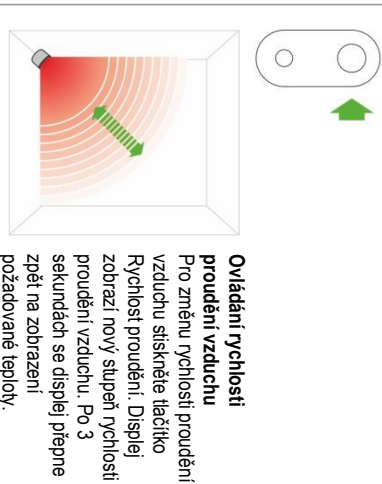 Ovládání rychlosti
proudění vzduchu
Pro změnu rychlosti proudění
vzduchu stiskněte tlačítko
Rychlost proudění. Displej
zobrazí nový stupeň rychlosti
proudění vzduchu. Po 3
sekundách se displej přepne
zpět na zobrazení
požadované teploty.